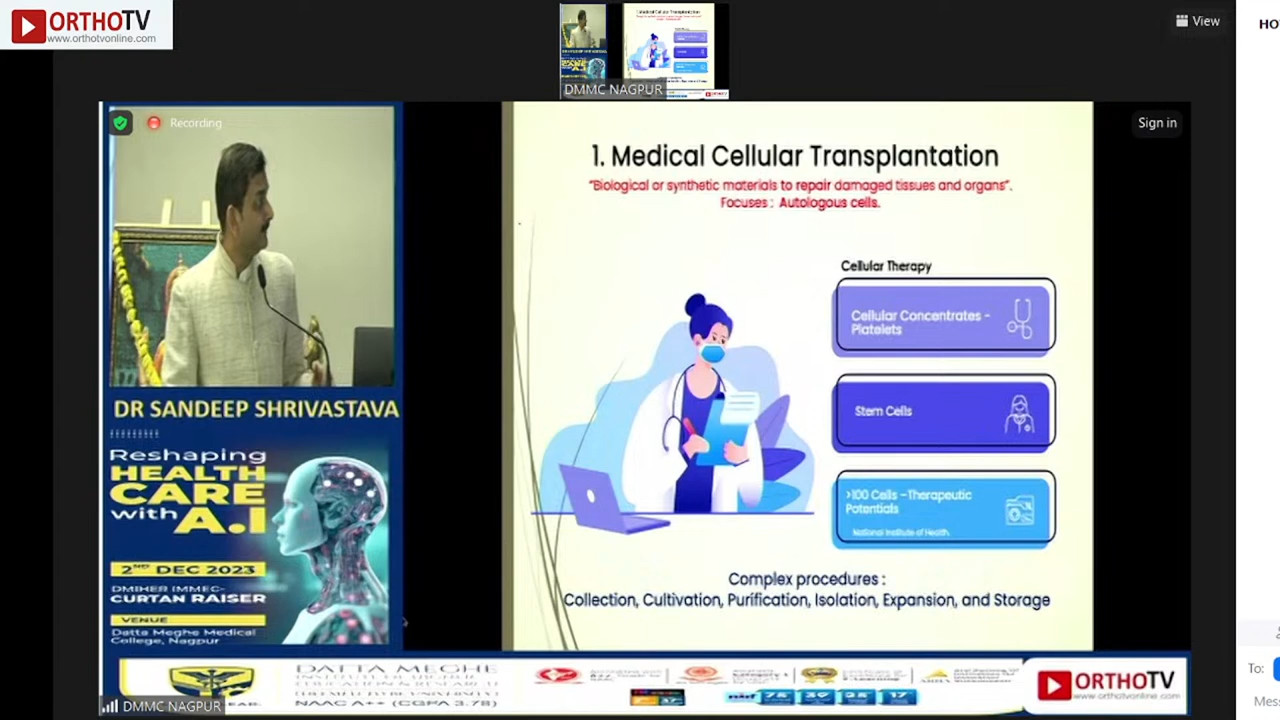 ORTHOTV
www.orthotvonline.com
DMMC NAGPUR
View
HO
Recording
Sign in
1. Medical Cellular Transplantation
"Biological or synthetic materials to repair damaged tissues and organs".
Focuses : Autologous cells.
Cellular Therapy
Cellular Concentrates -
Platelets
Stem Cells
>100 Cells -Therapeutic
Potentials
National Institute of Health.
Complex procedures :
Collection, Cultivation, Purification, Isolation, Expansion, and Storage
DR SANDEEP SHRIVASTAVA
Reshaping
HEALTH
CARE
with A.I
2ND DEC 2023
DMIHER IMMEC-
CURTAN RAISER
VENUE
Datta Meghe Medical
College, Nagpur
DATTA MEGHE
NAAC A++ (CGPA 3.78)
ORTHOTV
www.orthotvonline.com
DMMC NAGPUR
To:
Mess